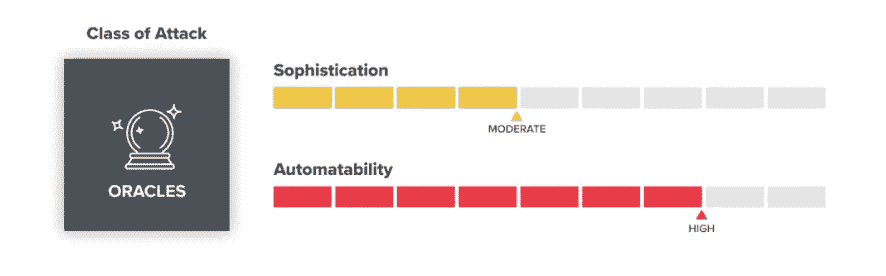 Class of Attack
ORACLES
Sophistication
MODERATE
Automatability
HIGH